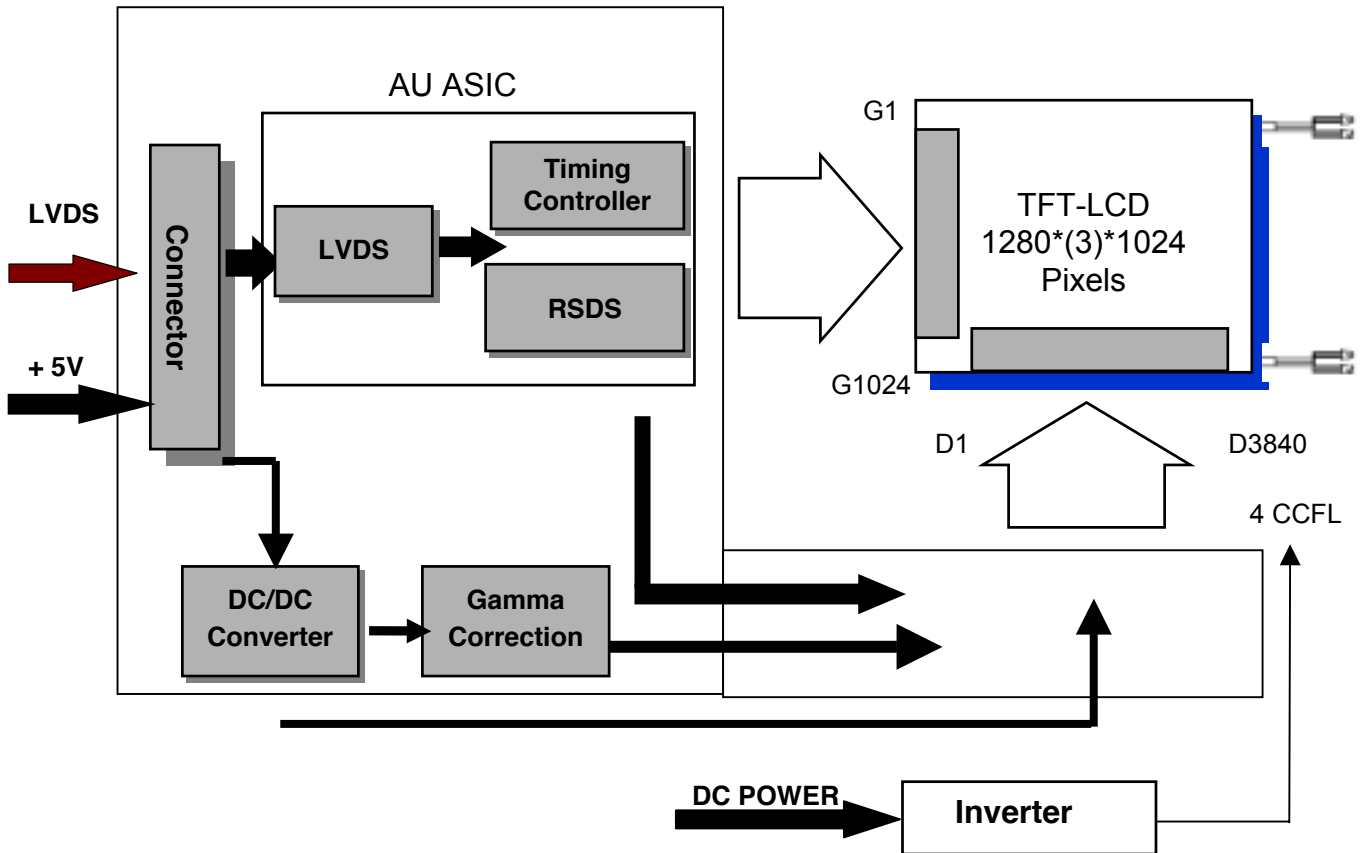 AU ASIC
G1
Timing
Controller
TFT-LCD
1280*(3)*1024
Pixels
LVDS
Connector
LVDS
RSDS
+ 5V
G1024
D1
D3840
4 CCFL
DC/DC
Converter
Gamma
Correction
DC POWER
Inverter